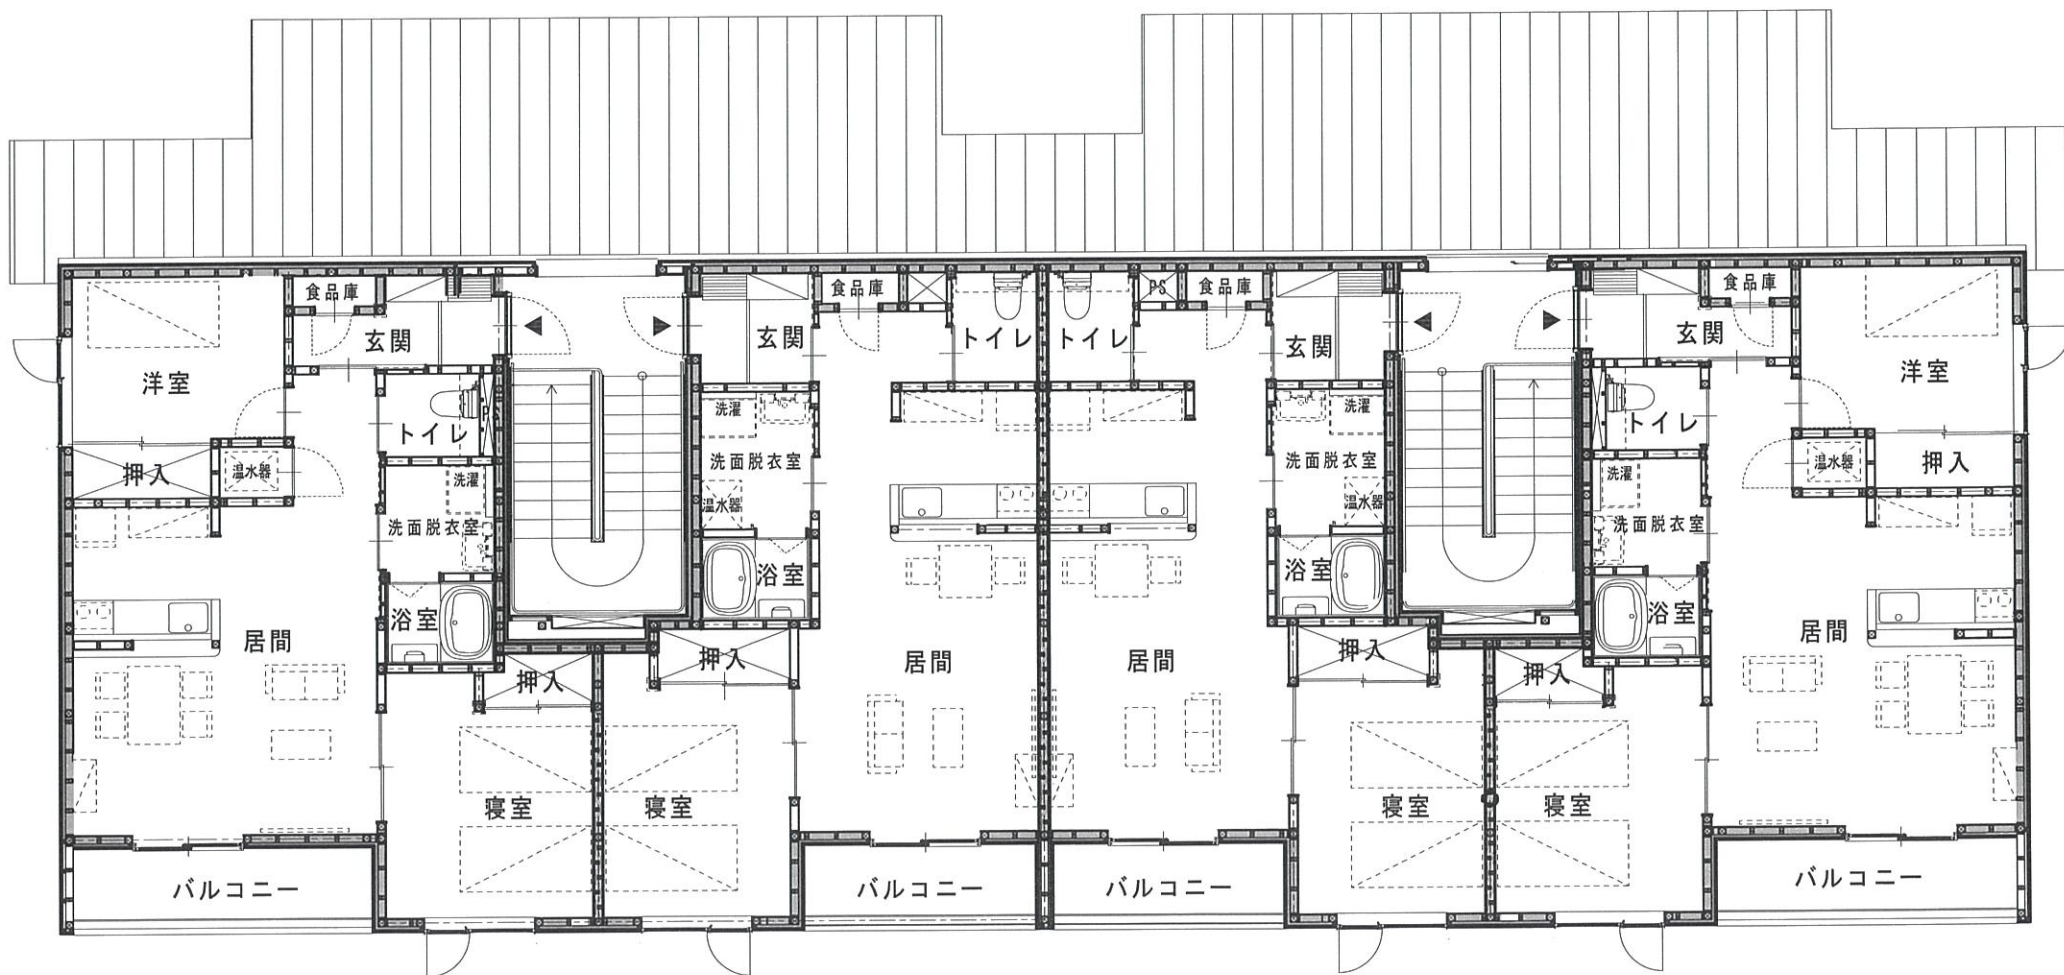 食品庫
玄関
洋室
トイレ
PS
押入
温水器
洗濯
洗面脱衣室
浴室
居間
押入
寝室
バルコニー
玄関
食品庫
トイレ
洗濯
洗面脱衣室
温水器
浴室
押入
居間
寝室
バルコニー
トイレ
PS
食品庫
玄関
洗濯
洗面脱衣室
温水器
浴室
居間
押入
寝室
バルコニー
玄関
食品庫
洋室
トイレ
温水器
押入
洗濯
洗面脱衣室
浴室
居間
押入
寝室
バルコニー